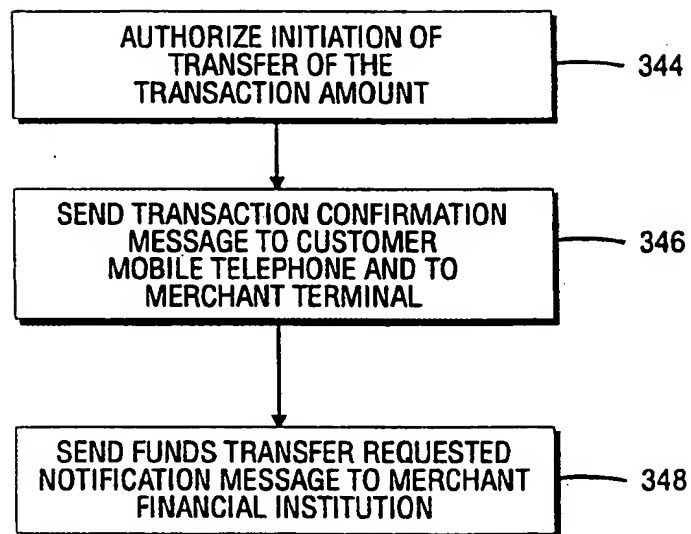 AUTHORIZE INITIATION OF
TRANSFER OF THE
TRANSACTION AMOUNT
344
SEND TRANSACTION CONFIRMATION
MESSAGE TO CUSTOMER
MOBILE TELEPHONE AND TO
MERCHANT TERMINAL
346
SEND FUNDS TRANSFER REQUESTED
NOTIFICATION MESSAGE TO MERCHANT
FINANCIAL INSTITUTION
348